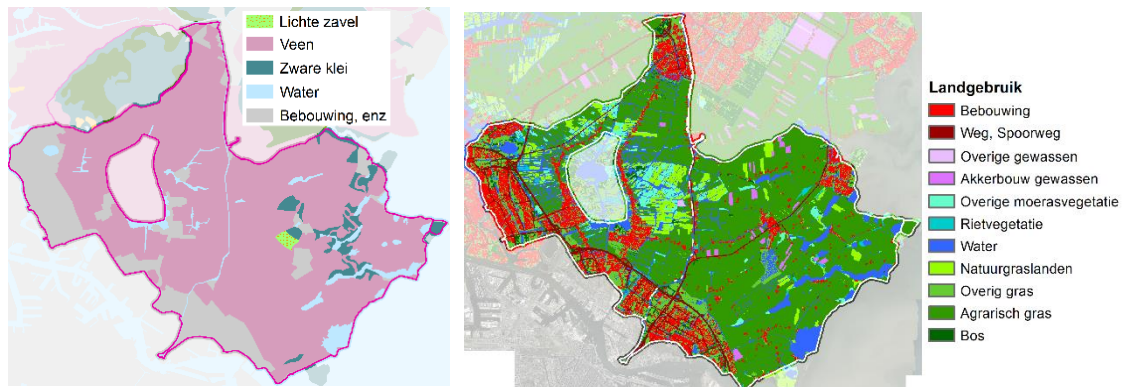 Lichte zavel
Veen
Zware klei
Water
Bebouwing, enz
Landgebruik
Bebouwing
Weg, Spoorweg
Overige gewassen
Akkerbouw gewassen
Overige moerasvegetatie
Rietvegetatie
Water
Natuurgraslanden
Overig gras
Agrarisch gras
Bos